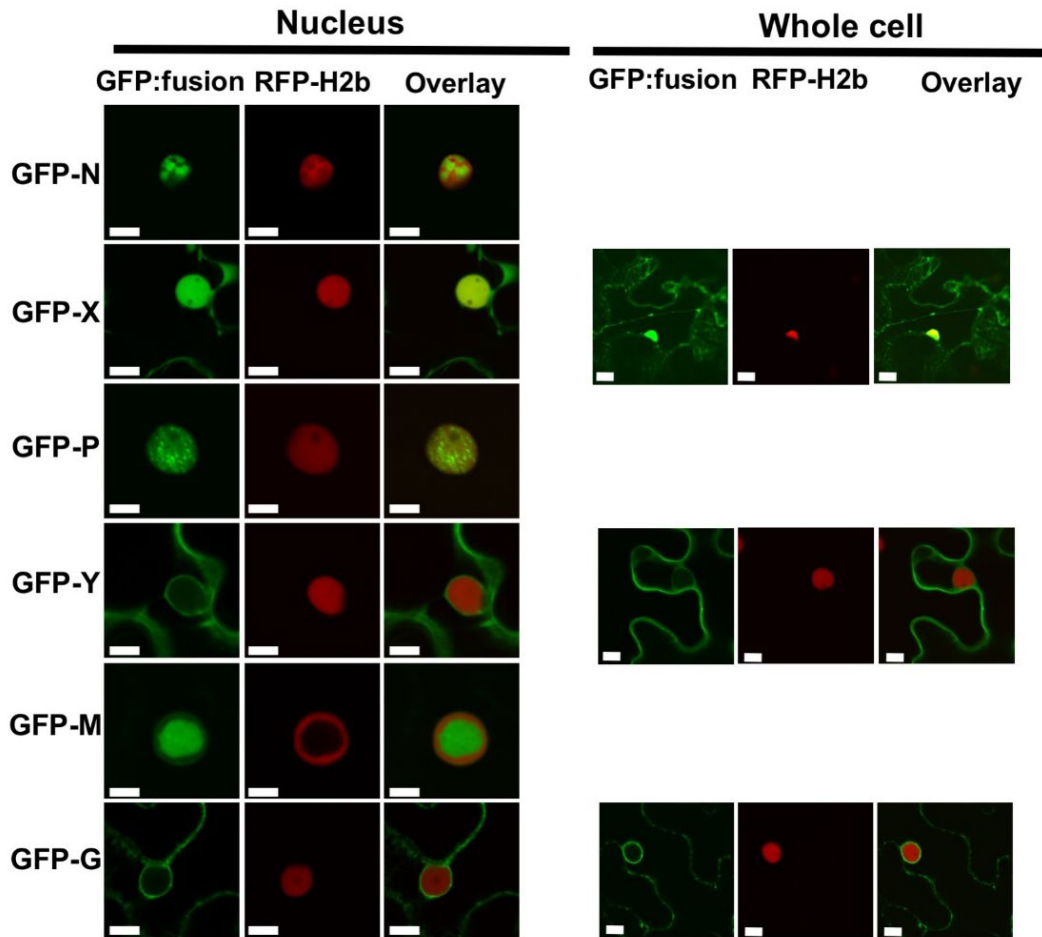 Nucleus
Whole cell
GFP:fusion RFP-H2b Overlay
GFP:fusion RFP-H2b Overlay
GFP-N
GFP-X
GFP-P
GFP-Y
GFP-M
GFP-G